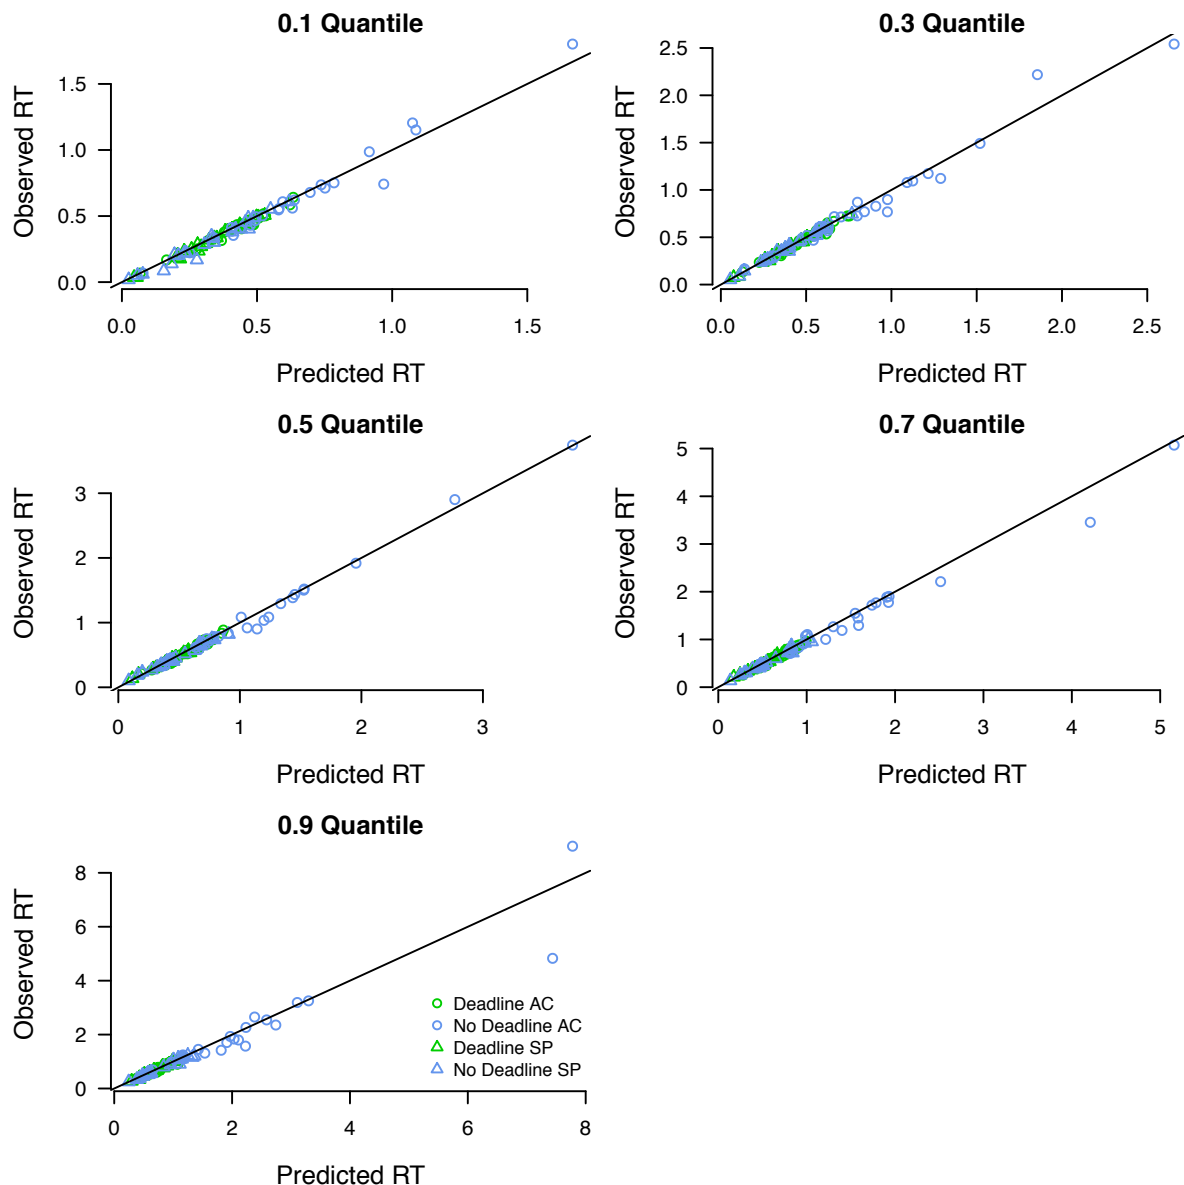 0.1 Quantile
Observed RT
1.5
1.0
0.5
0.0
0.0 0.5 1.0 1.5
Predicted RT
0.3 Quantile
Observed RT
2.5
2.0
1.5
1.0
0.5
0.0
0.0 0.5 1.0 1.5 2.0 2.5
Predicted RT
0.5 Quantile
Observed RT
3
2
1
0
0 1 2 3
Predicted RT
0.7 Quantile
Observed RT
5
4
3
2
1
0
0 1 2 3 4 5
Predicted RT
0.9 Quantile
Observed RT
8
6
4
2
0
Deadline AC
No Deadline AC
Deadline SP
No Deadline SP
0 2 4 6 8
Predicted RT